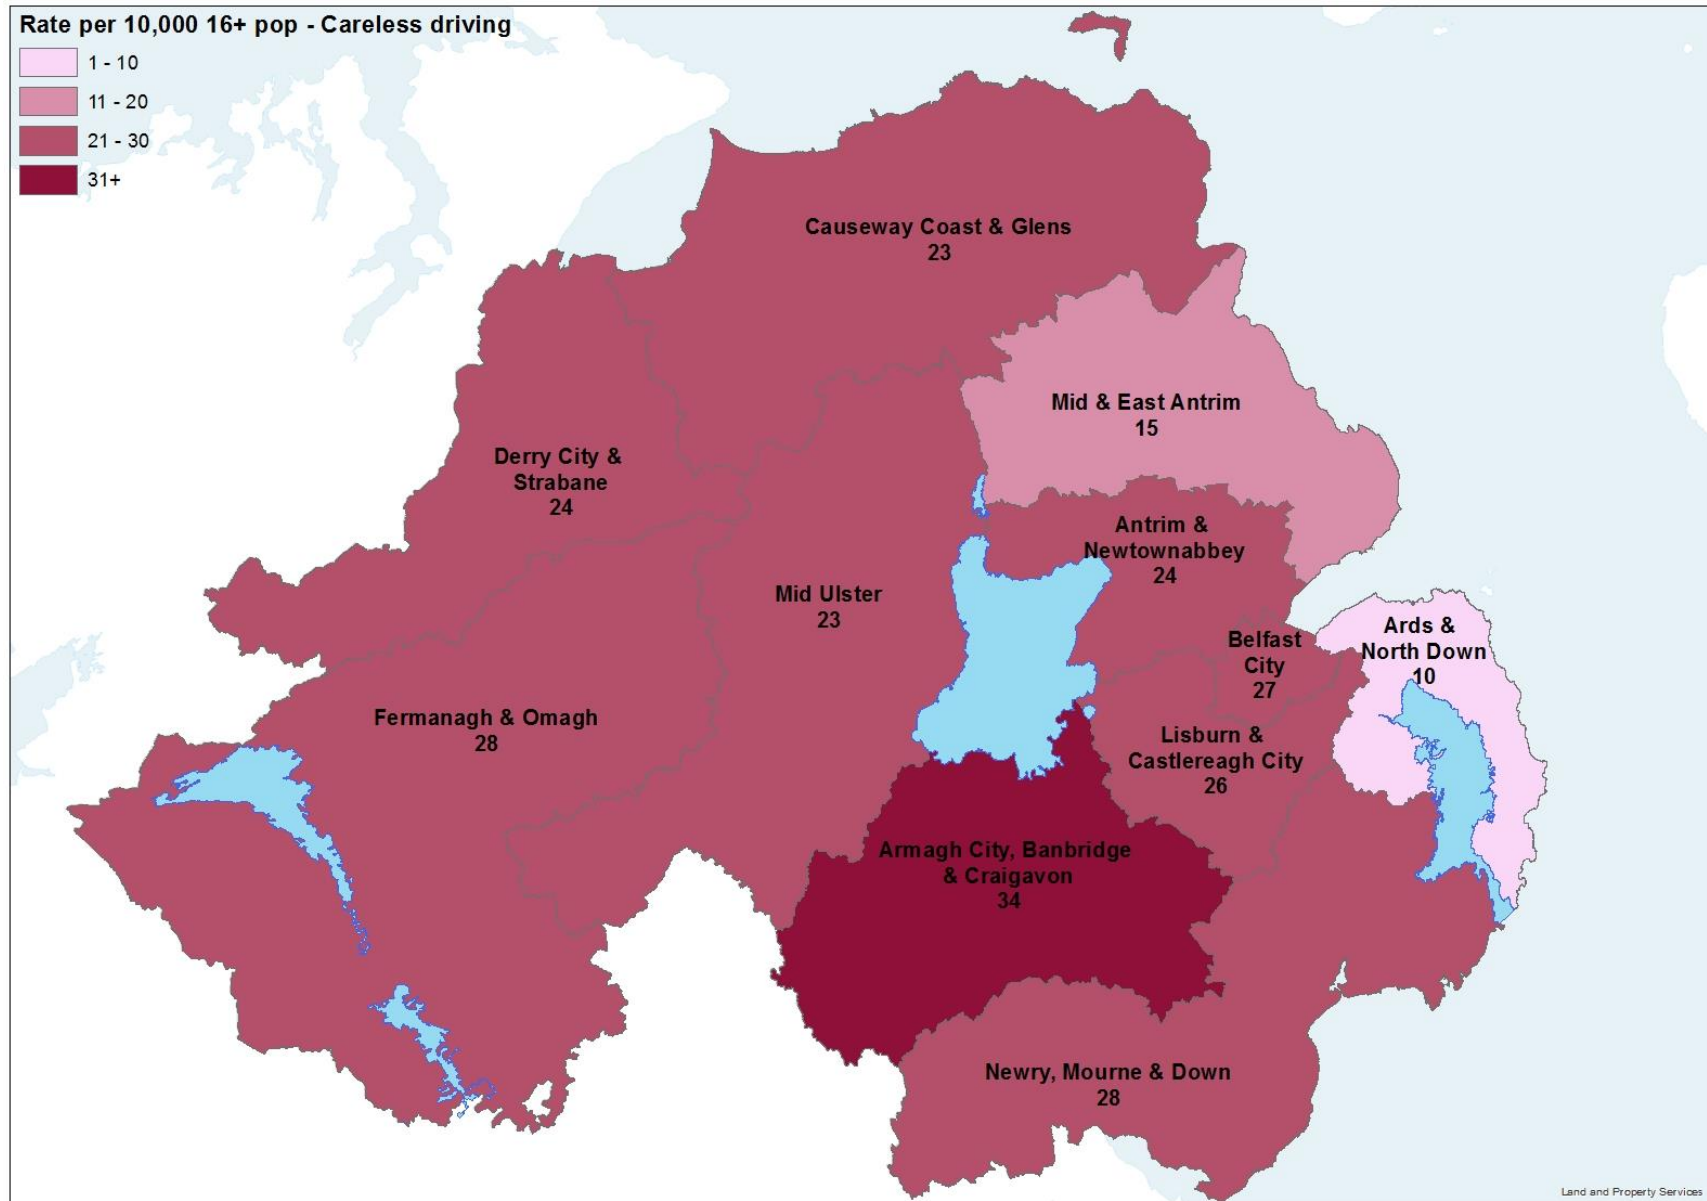 Rate per 10,000 16+ pop - Careless driving
1 - 10
11 - 20
21 - 30
31+
Causeway Coast & Glens
23
Mid & East Antrim
15
Derry City &
Strabane
24
Antrim &
Newtownabbey
24
Mid Ulster
23
Belfast
City
27
Ards &
North Down
10
Fermanagh & Omagh
28
Lisburn &
Castlereagh City
26
Armagh City, Banbridge
& Craigavon
34
Newry, Mourne & Down
28
Land and Property Services